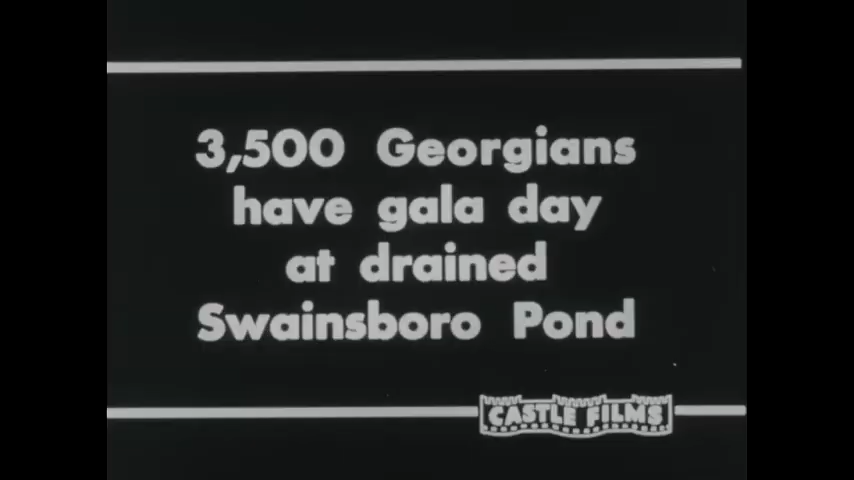 3,500 Georgians
have gala day
at drained
Swainsboro Pond
CASTLE FILMS